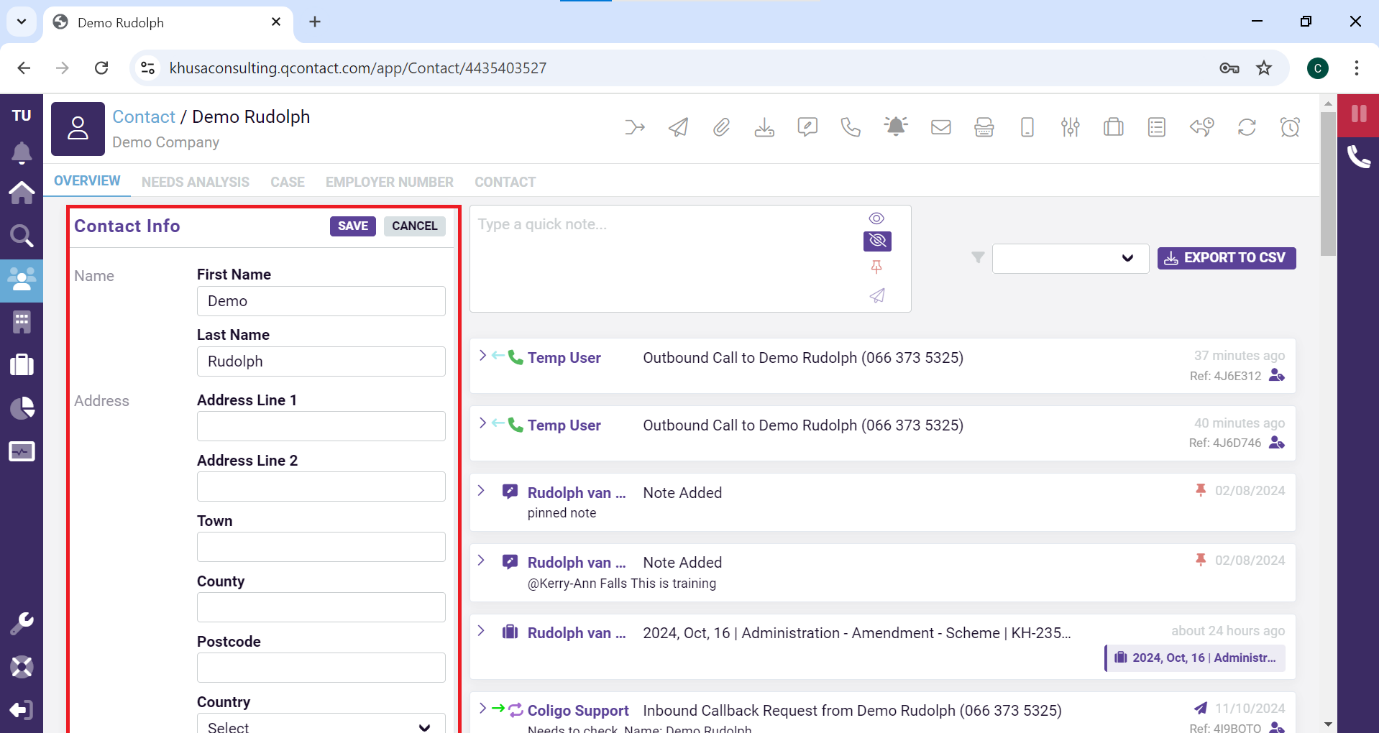 Demo Rudolph
khusaconsulting.qcontact.com/app/Contact/4435403527
C
TU
Contact / Demo Rudolph
Demo Company
OVERVIEW NEEDS ANALYSIS CASE EMPLOYER NUMBER CONTACT
Contact Info SAVE CANCEL
Name First Name
Demo
Last Name
Rudolph
Address Address Line 1
Address Line 2
Town
County
Postcode
Country
Select
Type a quick note...
EXPORT TO CSV
Temp User Outbound Call to Demo Rudolph (066 373 5325) 37 minutes ago
Ref: 4J6E312
Temp User Outbound Call to Demo Rudolph (066 373 5325) 40 minutes ago
Ref: 4J6D746
Rudolph van ... Note Added 02/08/2024
pinned note
Rudolph van ... Note Added 02/08/2024
@Kerry-Ann Falls This is training
Rudolph van ... 2024, Oct, 16 | Administration - Amendment - Scheme | KH-235... about 24 hours ago
2024, Oct, 16 | Administr...
Coligo Support Inbound Callback Request from Demo Rudolph (066 373 5325) 11/10/2024
Needs to check. Name: Demo Rudolph
Ref: 4I9BOTO